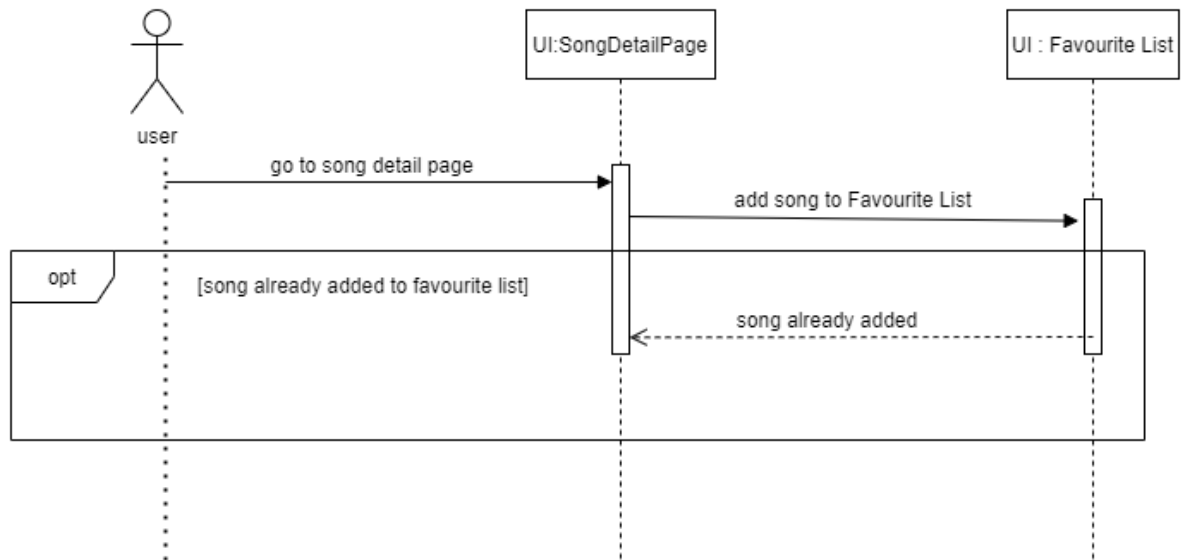 UI:SongDetailPage
UI : Favourite List
user
go to song detail page
add song to Favourite List
opt
[song already added to favourite list]
song already added